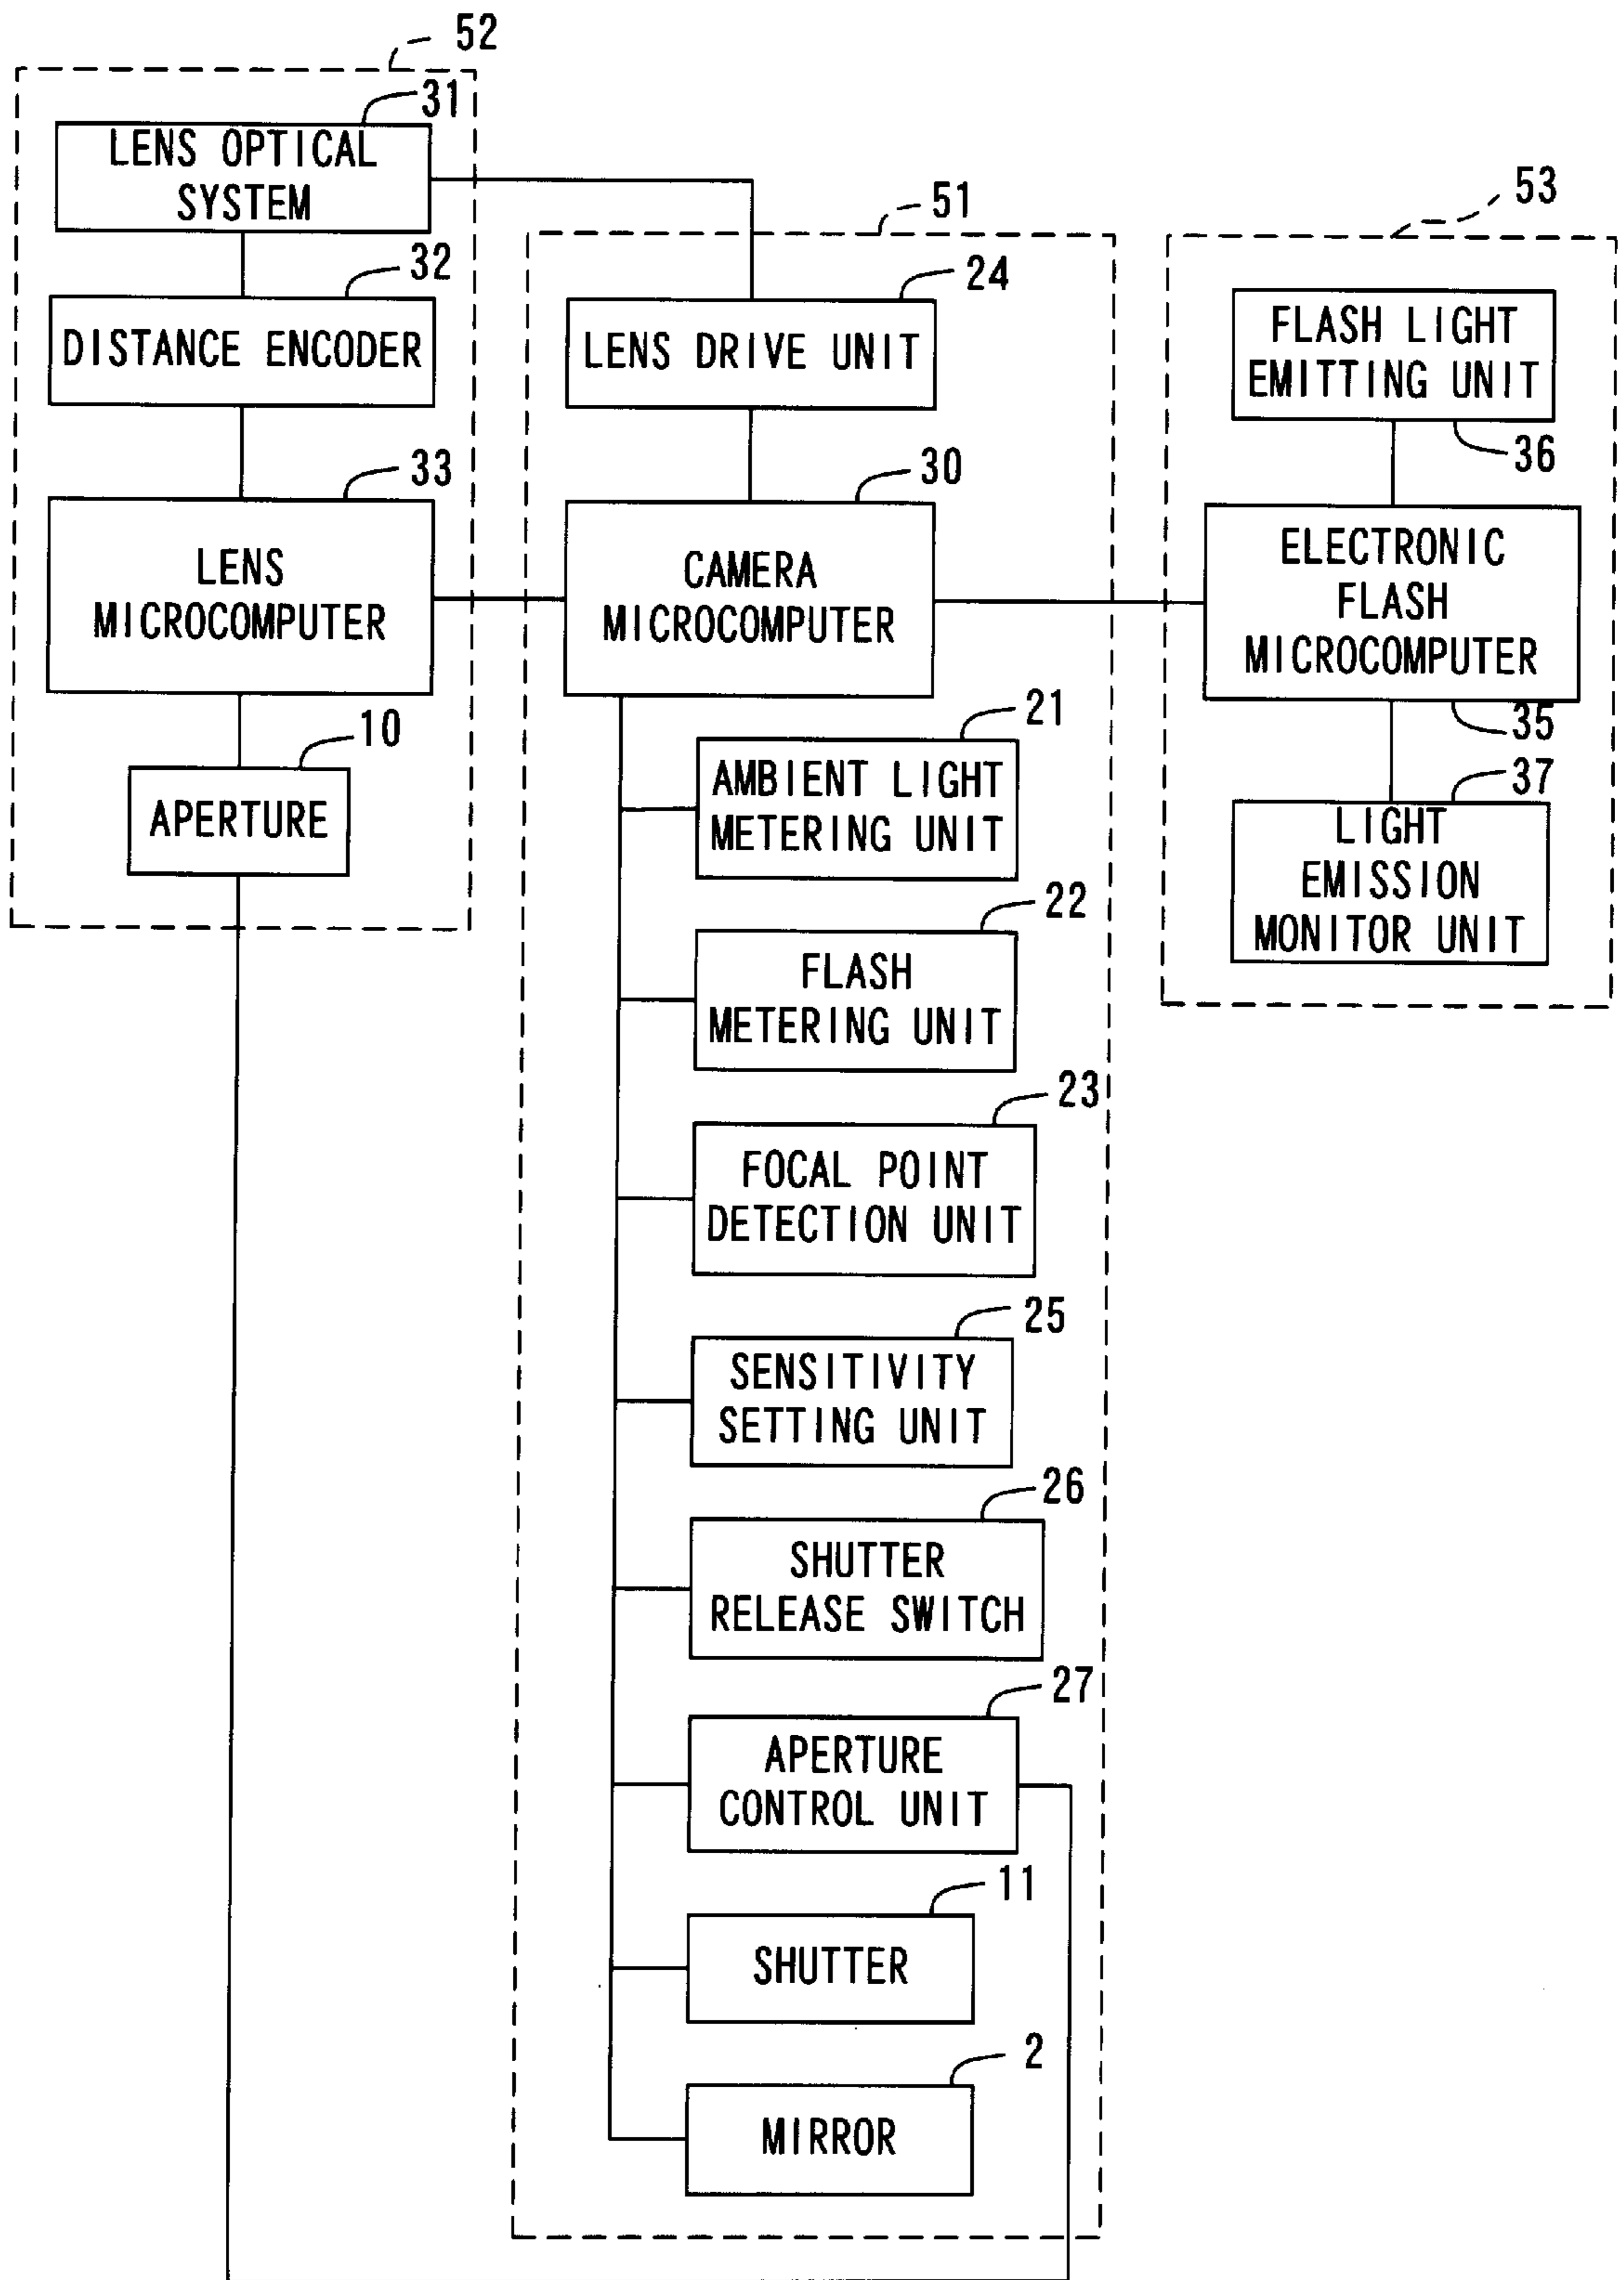 52
31
LENS OPTICAL
SYSTEM
32
DISTANCE ENCODER
33
LENS
MICROCOMPUTER
10
APERTURE
51
24
LENS DRIVE UNIT
30
CAMERA
MICROCOMPUTER
21
AMBIENT LIGHT
METERING UNIT
22
FLASH
METERING UNIT
23
FOCAL POINT
DETECTION UNIT
25
SENSITIVITY
SETTING UNIT
26
SHUTTER
RELEASE SWITCH
27
APERTURE
CONTROL UNIT
11
SHUTTER
2
MIRROR
53
FLASH LIGHT
EMITTING UNIT
36
ELECTRONIC
FLASH
MICROCOMPUTER
35
37
LIGHT
EMISSION
MONITOR UNIT